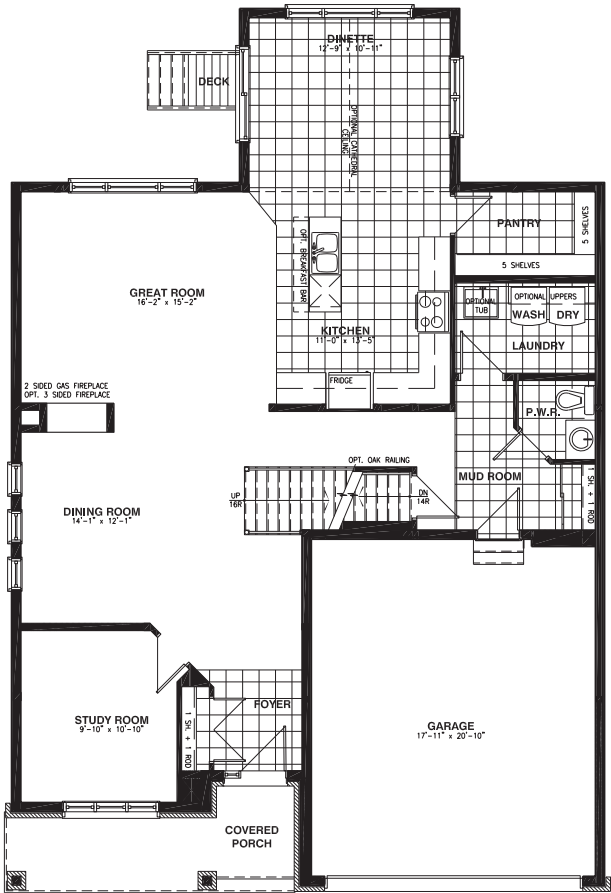 DINETTE
12'-9" x 10'-11"
DECK
OPTIONAL CATHEDRAL
CEILING
PANTRY
5 SHELVES
5 SHELVES
OPT. BREAKFAST BAR
GREAT ROOM
16'-2" x 15'-2"
OPTIONAL
TUB
OPTIONAL UPPERS
WASH
DRY
KITCHEN
11'-0" x 13'-5"
LAUNDRY
FRIDGE
2 SIDED GAS FIREPLACE
OPT. 3 SIDED FIREPLACE
P.W.R.
OPT. OAK RAILING
MUD ROOM
1 SH. + 1 ROD
UP
16R
DN
14R
DINING ROOM
14'-1" x 12'-1"
STUDY ROOM
9'-10" x 10'-10"
1 SH. + 1 ROD
FOYER
GARAGE
17'-11" x 20'-10"
COVERED
PORCH